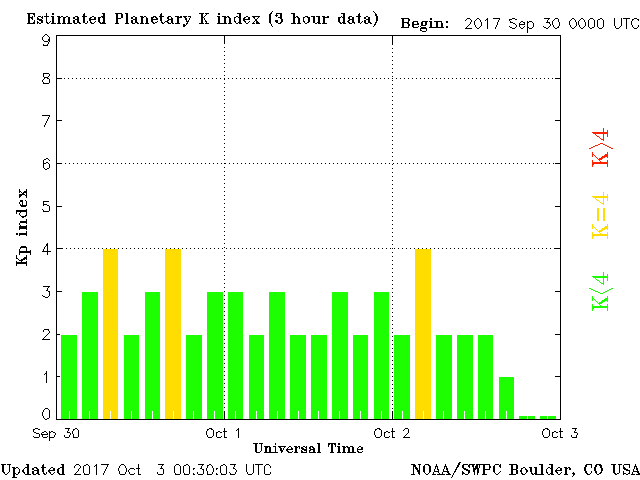 Estimated Planetary K index (3 hour data) Begin: 2017 Sep 30 0000 UTC
9
8
7
6
5
4
3
2
1
0
Kp index
K>4
K=4
K<4
Sep 30 Oct 1 Oct 2 Oct 3
Universal Time
Updated 2017 Oct 3 00:30:03 UTC NOAA/SWPC Boulder, CO USA